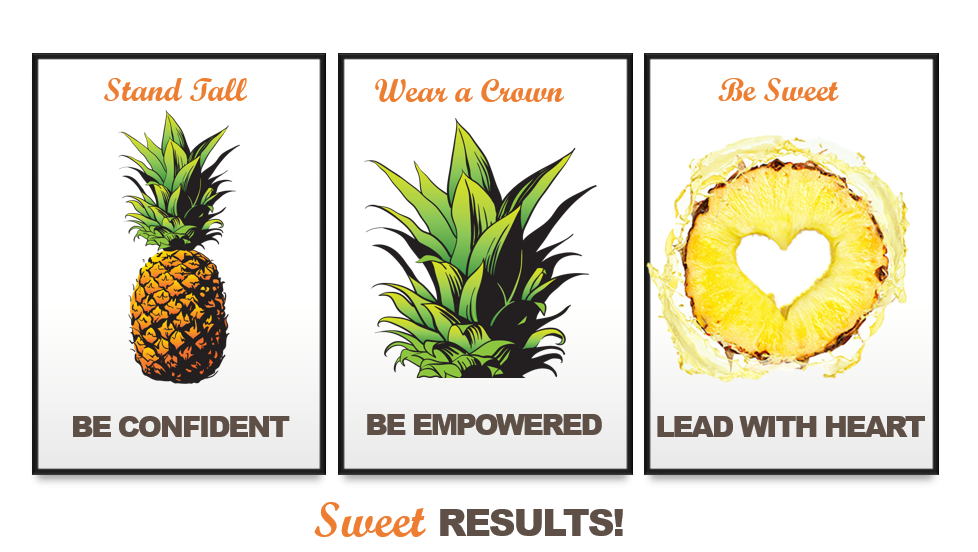 Stand Tall
BE CONFIDENT
Wear a Crown
BE EMPOWERED
Be Sweet
LEAD WITH HEART
Sweet RESULTS!